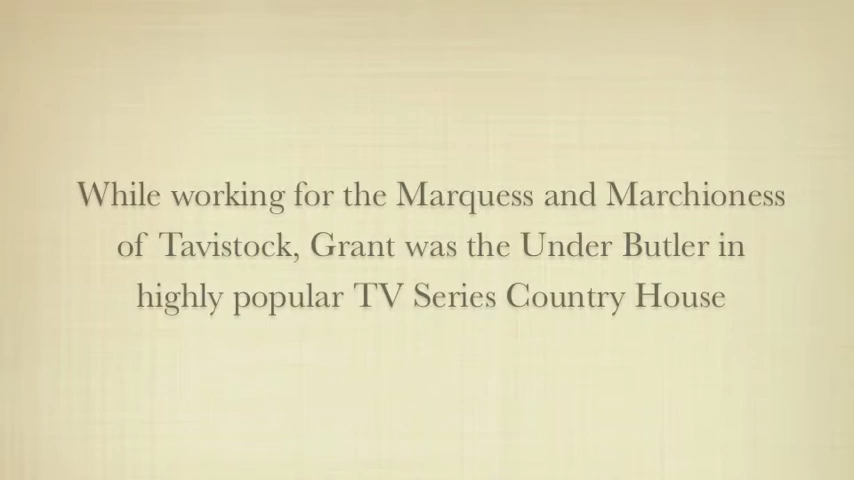 While working for the Marquess and Marchioness
of Tavistock, Grant was the Under Butler in
highly popular TV Series Country House